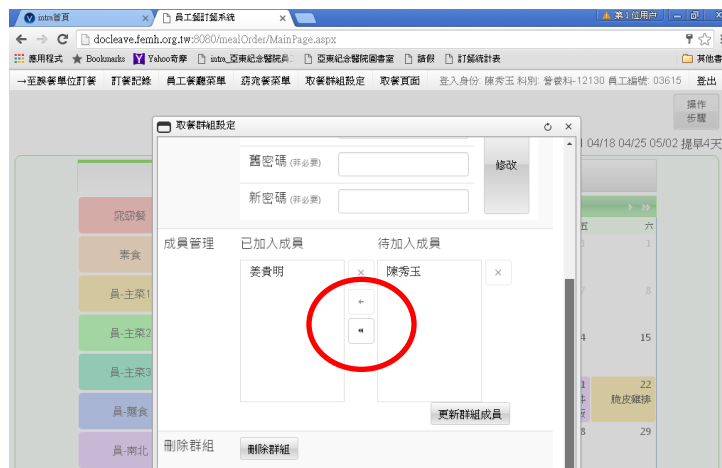 intra首頁
員工餐訂餐系統
第 1 位用戶
docleave.femh.org.tw:8080/mealOrder/MainPage.aspx
應用程式 Bookmarks Yahoo奇摩 intra_亞東紀念醫院員 亞東紀念醫院圖書室 請假 訂餐統計表 其他書
→至誤餐單位訂餐 訂餐記錄 員工餐廳菜單 訪客餐菜單 取餐群組設定 取餐頁面 登入身份: 陳秀玉 科別: 營養科-12130 員工編號: 03615 登出
操作
步驟
取餐群組設定
04/18 04/25 05/02 提早4天
舊密碼 (非必要)
修改
新密碼 (非必要)
五 六
素食
成員管理 已加入成員 待加入成員
3 1
姜貴明 × 陳秀玉 ×
員-主菜1
7 8
員-主菜2
4 15
員-主菜3
1 22
脆皮雞排
員-麵食
更新群組成員
8 29
刪除群組 刪除群組
員-南北